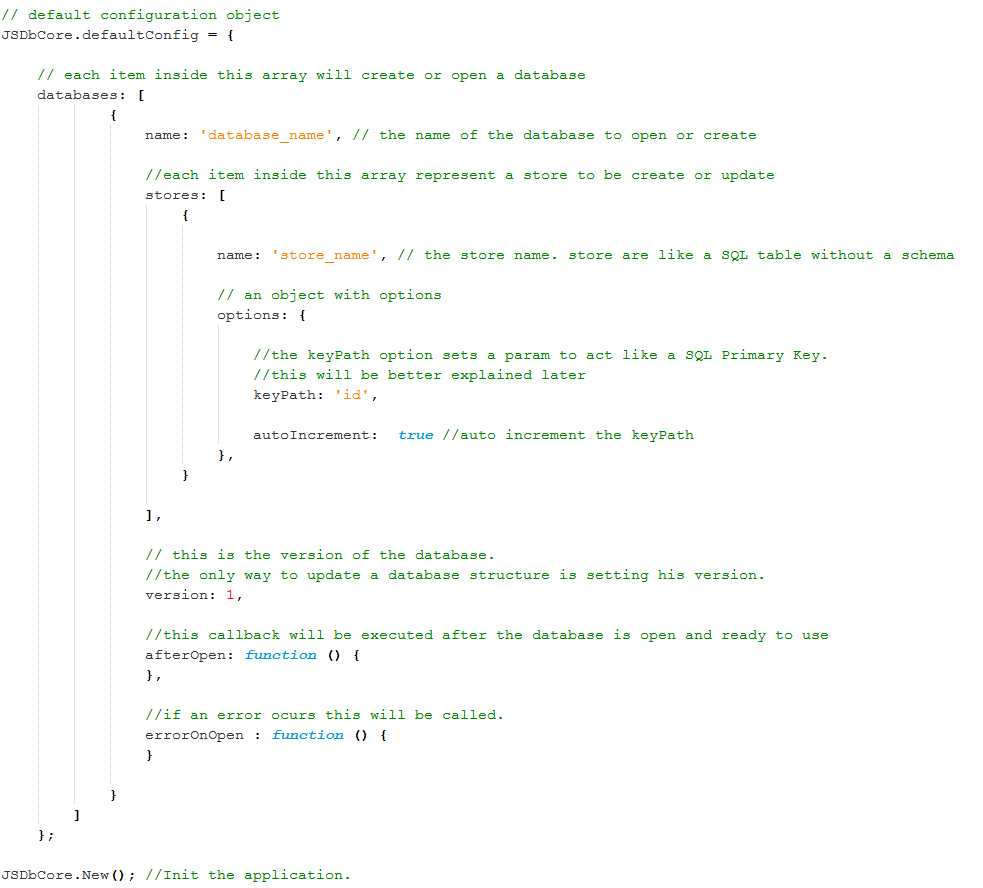 // default configuration object
JSDbCore.defaultConfig = {
// each item inside this array will create or open a database
databases: [
{
name: 'database_name', // the name of the database to open or create
//each item inside this array represent a store to be create or update
stores: [
{
name: 'store_name', // the store name. store are like a SQL table without a schema
// an object with options
options: {
//the keyPath option sets a param to act like a SQL Primary Key.
//this will be better explained later
keyPath: 'id',
autoIncrement:  true //auto increment the keyPath
},
}
],
// this is the version of the database.
//the only way to update a database structure is setting his version.
version: 1,
//this callback will be executed after the database is open and ready to use
afterOpen: function () {
},
//if an error ocurs this will be called.
errorOnOpen : function () {
}
}
]
};
JSDbCore.New(); //Init the application.